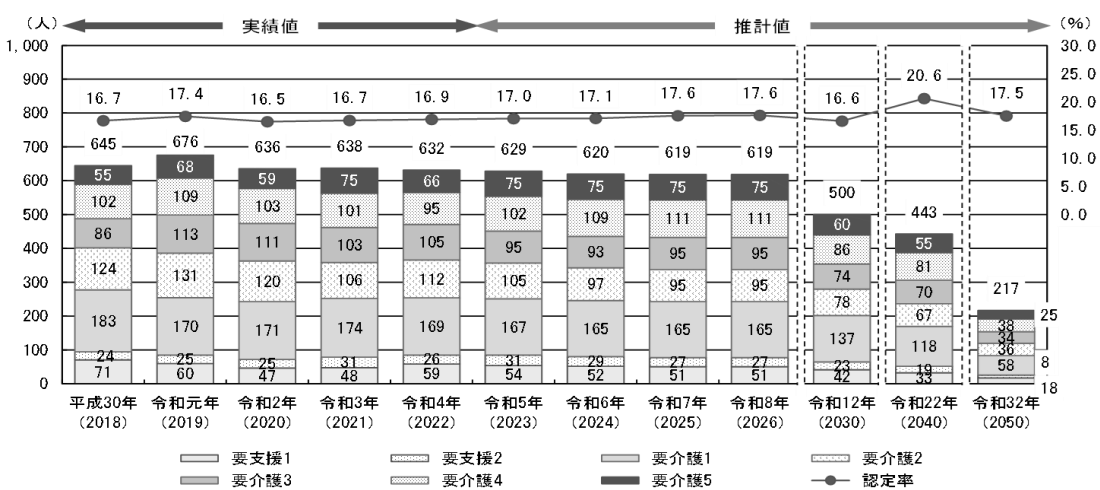 （人） 実績値 推計値 （%）
1,000 30.0
900 20.6 25.0
800 16.7 17.4 16.5 16.7 16.9 17.0 17.1 17.6 17.6 16.6 17.5 20.0
700 15.0
600 10.0
500 5.0
400 0.0
300
200
100
0
645 676 636 638 632 629 620 619 619 500 443 217
55 68 59 75 66 75 75 75 75 60 55 25
102 109 103 101 95 102 109 111 111 86 81 38
86 113 111 103 105 95 93 95 95 74 70 34
124 131 120 106 112 105 97 95 95 78 67 36
183 170 171 174 169 167 165 165 165 137 118 58
24 25 25 31 26 31 29 27 27 23 19 8
71 60 47 48 59 54 52 51 51 42 33 18
平成30年 令和元年 令和2年 令和3年 令和4年 令和5年 令和6年 令和7年 令和8年 令和12年 令和22年 令和32年
（2018） （2019） （2020） （2021） （2022） （2023） （2024） （2025） （2026） （2030） （2040） （2050）
要支援1 要支援2 要介護1 要介護2
要介護3 要介護4 要介護5 認定率